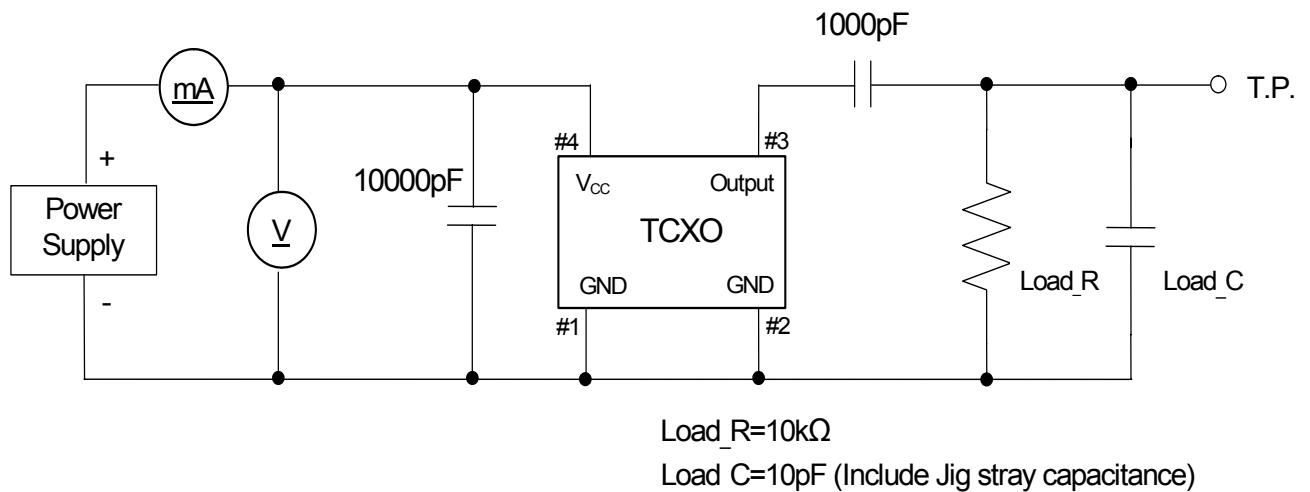 1000pF
mA
T.P.
+
#4
#3
10000pF
VCC
Output
Power
Supply
V
TCXO
-
GND
GND
Load_R
Load_C
#1
#2
Load_R=10kΩ
Load C=10pF (Include Jig stray capacitance)